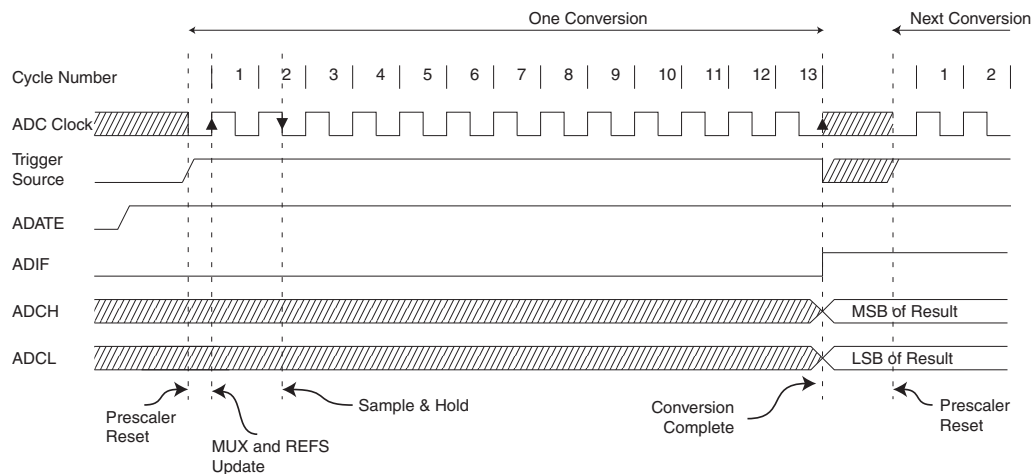 One Conversion
Next Conversion
Cycle Number
1 2 3 4 5 6 7 8 9 10 11 12 13 1 2
ADC Clock
Trigger
Source
ADATE
ADIF
ADCH
MSB of Result
ADCL
LSB of Result
Prescaler
Reset
MUX and REFS
Update
Sample & Hold
Conversion
Complete
Prescaler
Reset